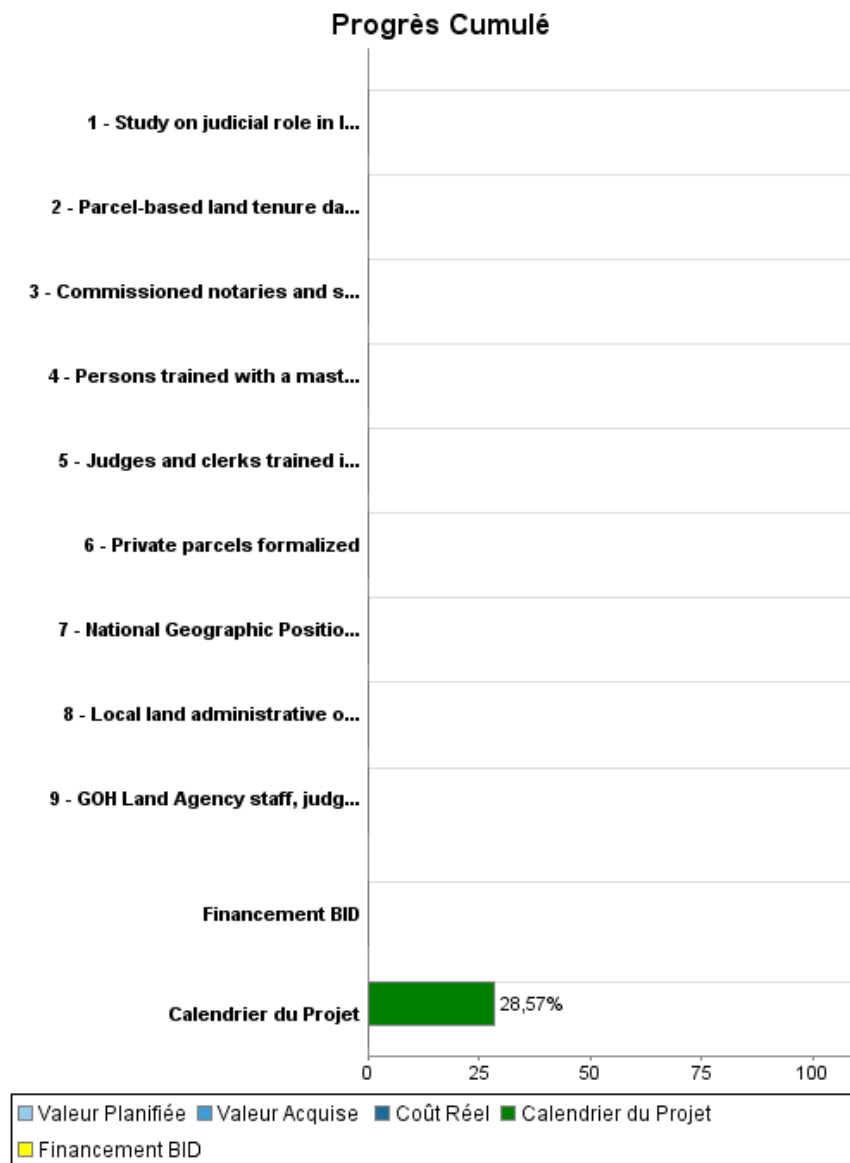 Progrès Cumulé
1 - Study on judicial role in l...
2 - Parcel-based land tenure da...
3 - Commissioned notaries and s...
4 - Persons trained with a mast...
5 - Judges and clerks trained i...
6 - Private parcels formalized
7 - National Geographic Positio...
8 - Local land administrative o...
9 - GOH Land Agency staff, judg...
Financement BID
Calendrier du Projet
28,57%
0 25 50 75 100
Valeur Planifiée Valeur Acquise Coût Réel Calendrier du Projet
Financement BID